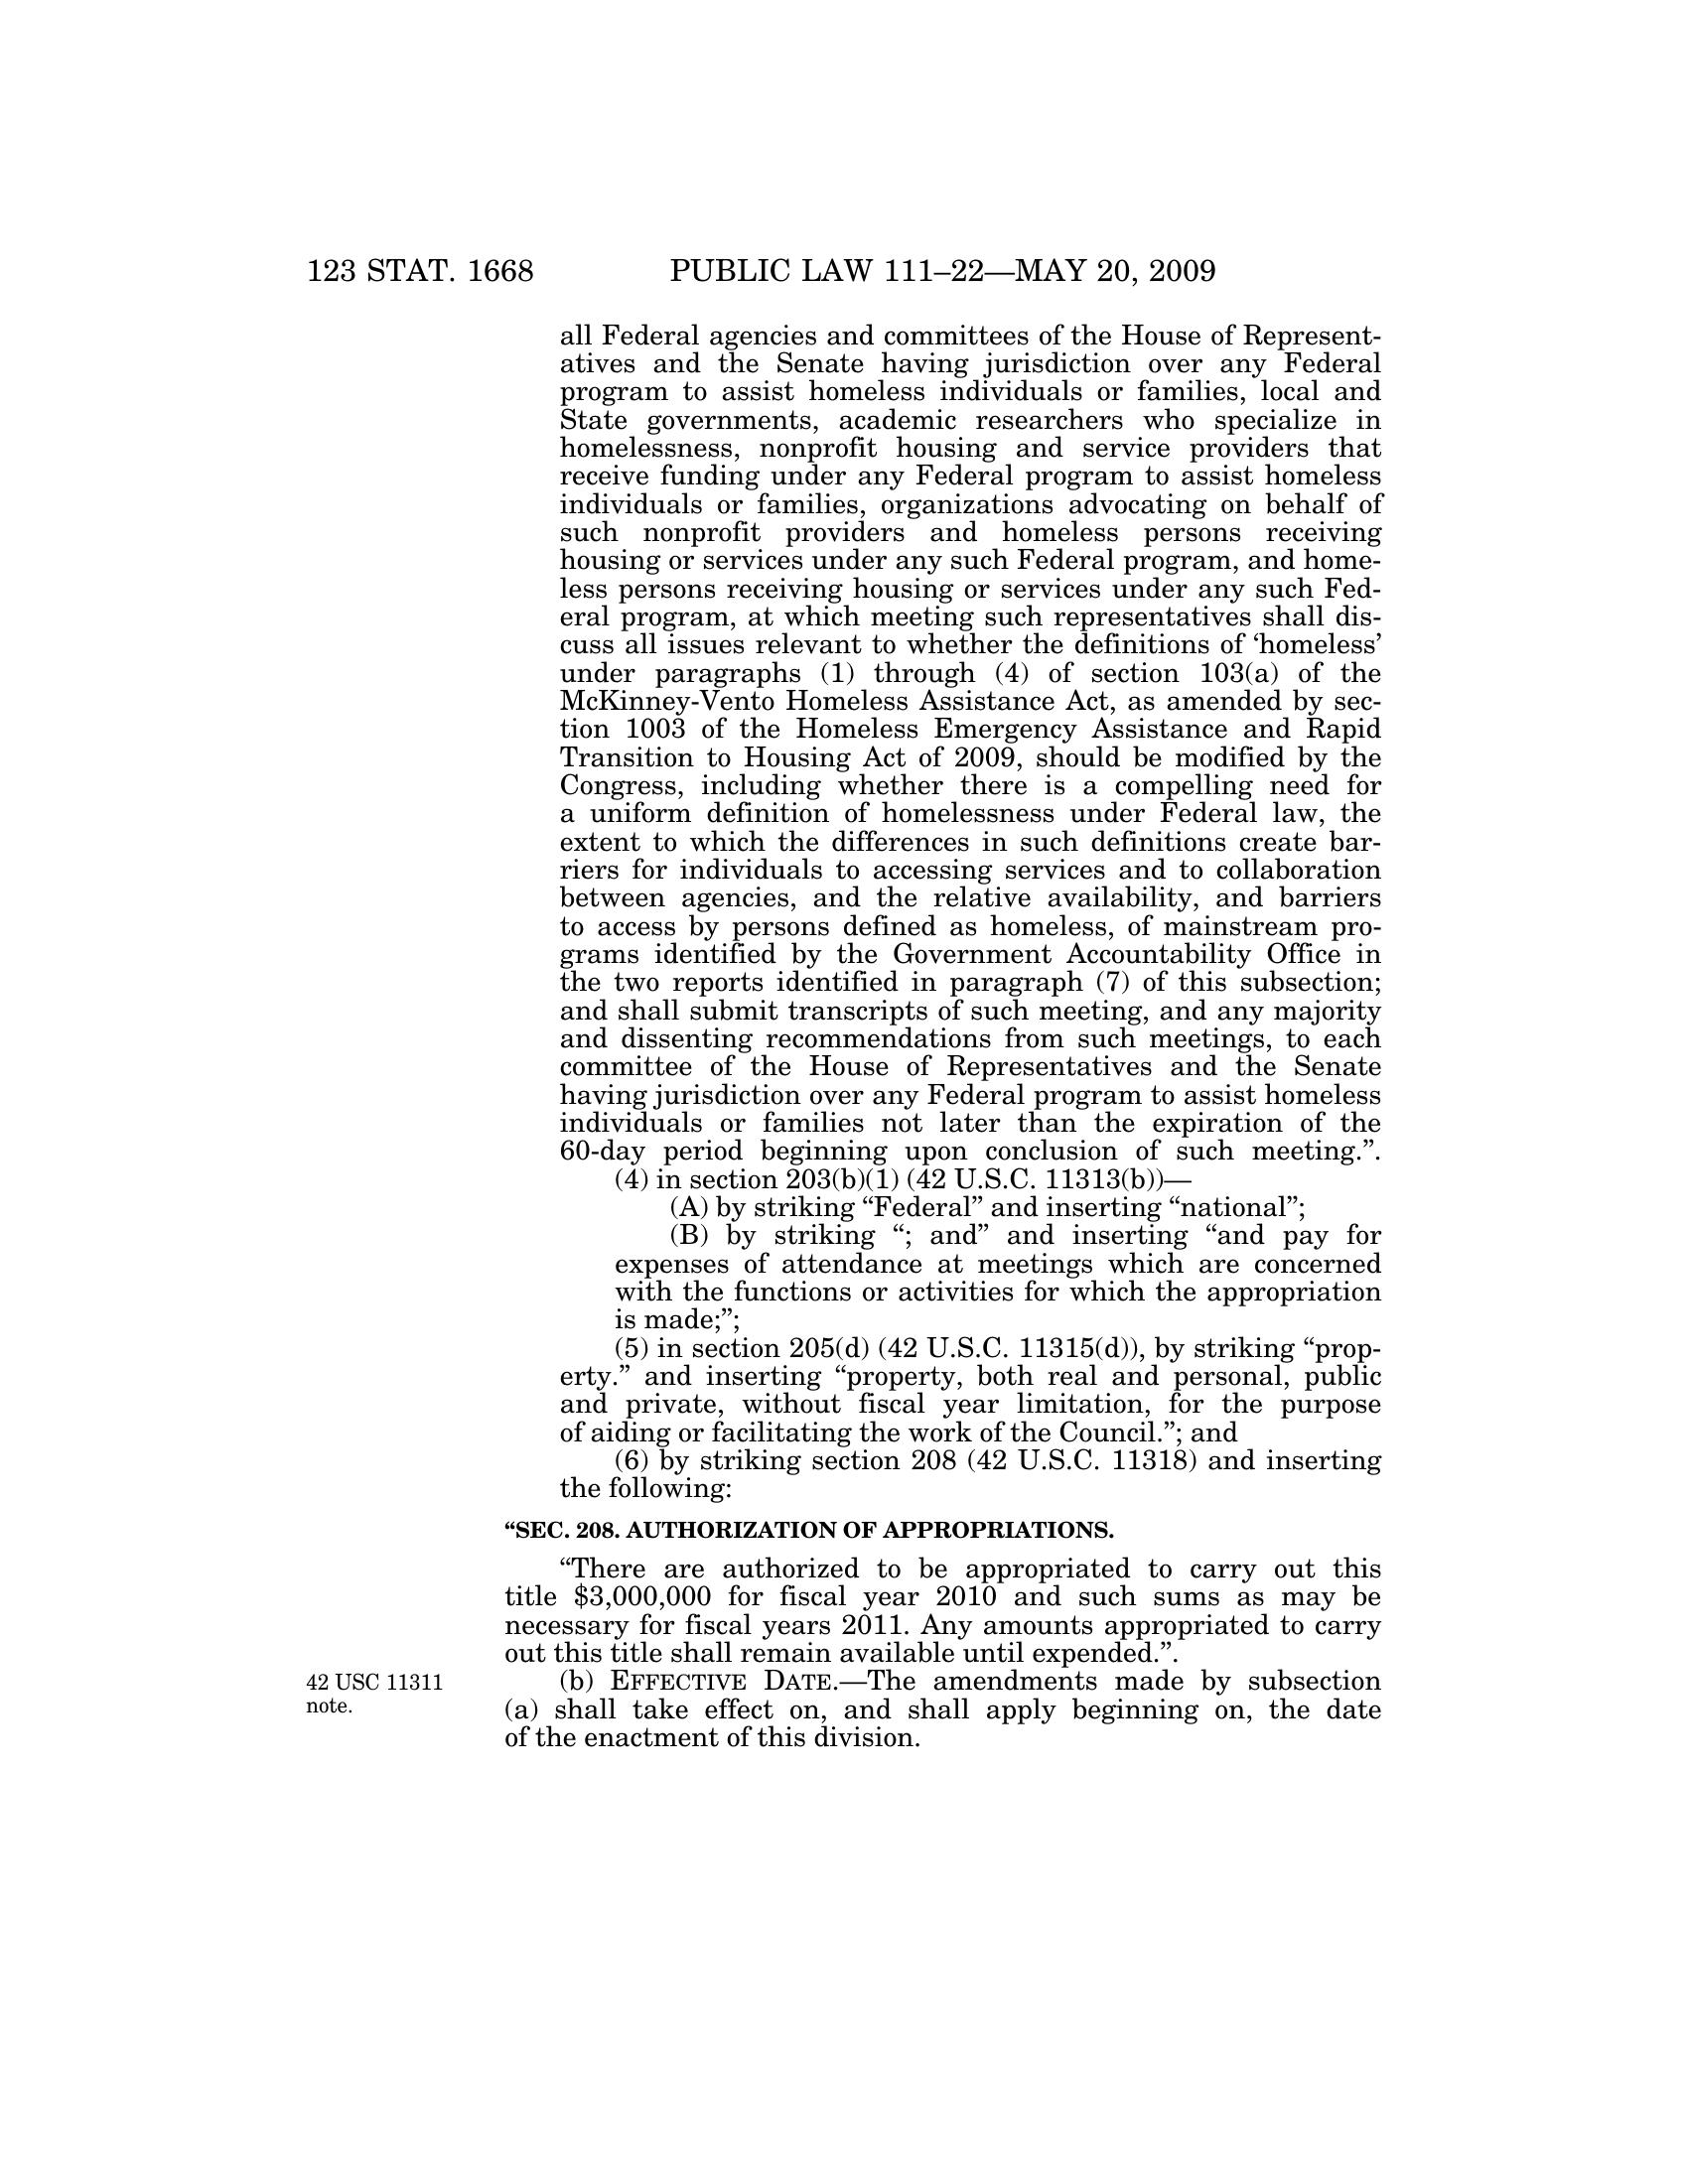 123 STAT. 1668 PUBLIC LAW 111–22—MAY 20, 2009
all Federal agencies and committees of the House of Represent-
atives and the Senate having jurisdiction over any Federal
program to assist homeless individuals or families, local and
State governments, academic researchers who specialize in
homelessness, nonprofit housing and service providers that
receive funding under any Federal program to assist homeless
individuals or families, organizations advocating on behalf of
such nonprofit providers and homeless persons receiving
housing or services under any such Federal program, and home-
less persons receiving housing or services under any such Fed-
eral program, at which meeting such representatives shall dis-
cuss all issues relevant to whether the definitions of ‘homeless’
under paragraphs (1) through (4) of section 103(a) of the
McKinney-Vento Homeless Assistance Act, as amended by sec-
tion 1003 of the Homeless Emergency Assistance and Rapid
Transition to Housing Act of 2009, should be modified by the
Congress, including whether there is a compelling need for
a uniform definition of homelessness under Federal law, the
extent to which the differences in such definitions create bar-
riers for individuals to accessing services and to collaboration
between agencies, and the relative availability, and barriers
to access by persons defined as homeless, of mainstream pro-
grams identified by the Government Accountability Office in
the two reports identified in paragraph (7) of this subsection;
and shall submit transcripts of such meeting, and any majority
and dissenting recommendations from such meetings, to each
committee of the House of Representatives and the Senate
having jurisdiction over any Federal program to assist homeless
individuals or families not later than the expiration of the
60-day period beginning upon conclusion of such meeting.”.
(4) in section 203(b)(1) (42 U.S.C. 11313(b))—
(A) by striking “Federal” and inserting “national”;
(B) by striking “; and” and inserting “and pay for
expenses of attendance at meetings which are concerned
with the functions or activities for which the appropriation
is made;”;
(5) in section 205(d) (42 U.S.C. 11315(d)), by striking “prop-
erty.” and inserting “property, both real and personal, public
and private, without fiscal year limitation, for the purpose
of aiding or facilitating the work of the Council.”; and
(6) by striking section 208 (42 U.S.C. 11318) and inserting
the following:
“SEC. 208. AUTHORIZATION OF APPROPRIATIONS.
“There are authorized to be appropriated to carry out this
title $3,000,000 for fiscal year 2010 and such sums as may be
necessary for fiscal years 2011. Any amounts appropriated to carry
out this title shall remain available until expended.”.
42 USC 11311
note.
(b) EFFECTIVE DATE.—The amendments made by subsection
(a) shall take effect on, and shall apply beginning on, the date
of the enactment of this division.